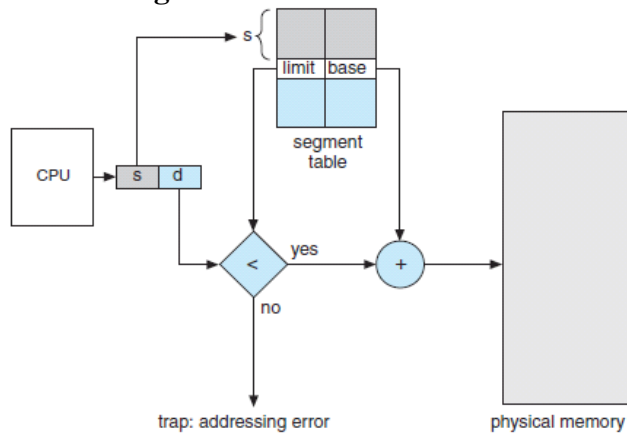 s
limit base
segment
table
CPU
s d
<
yes
+
no
trap: addressing error
physical memory